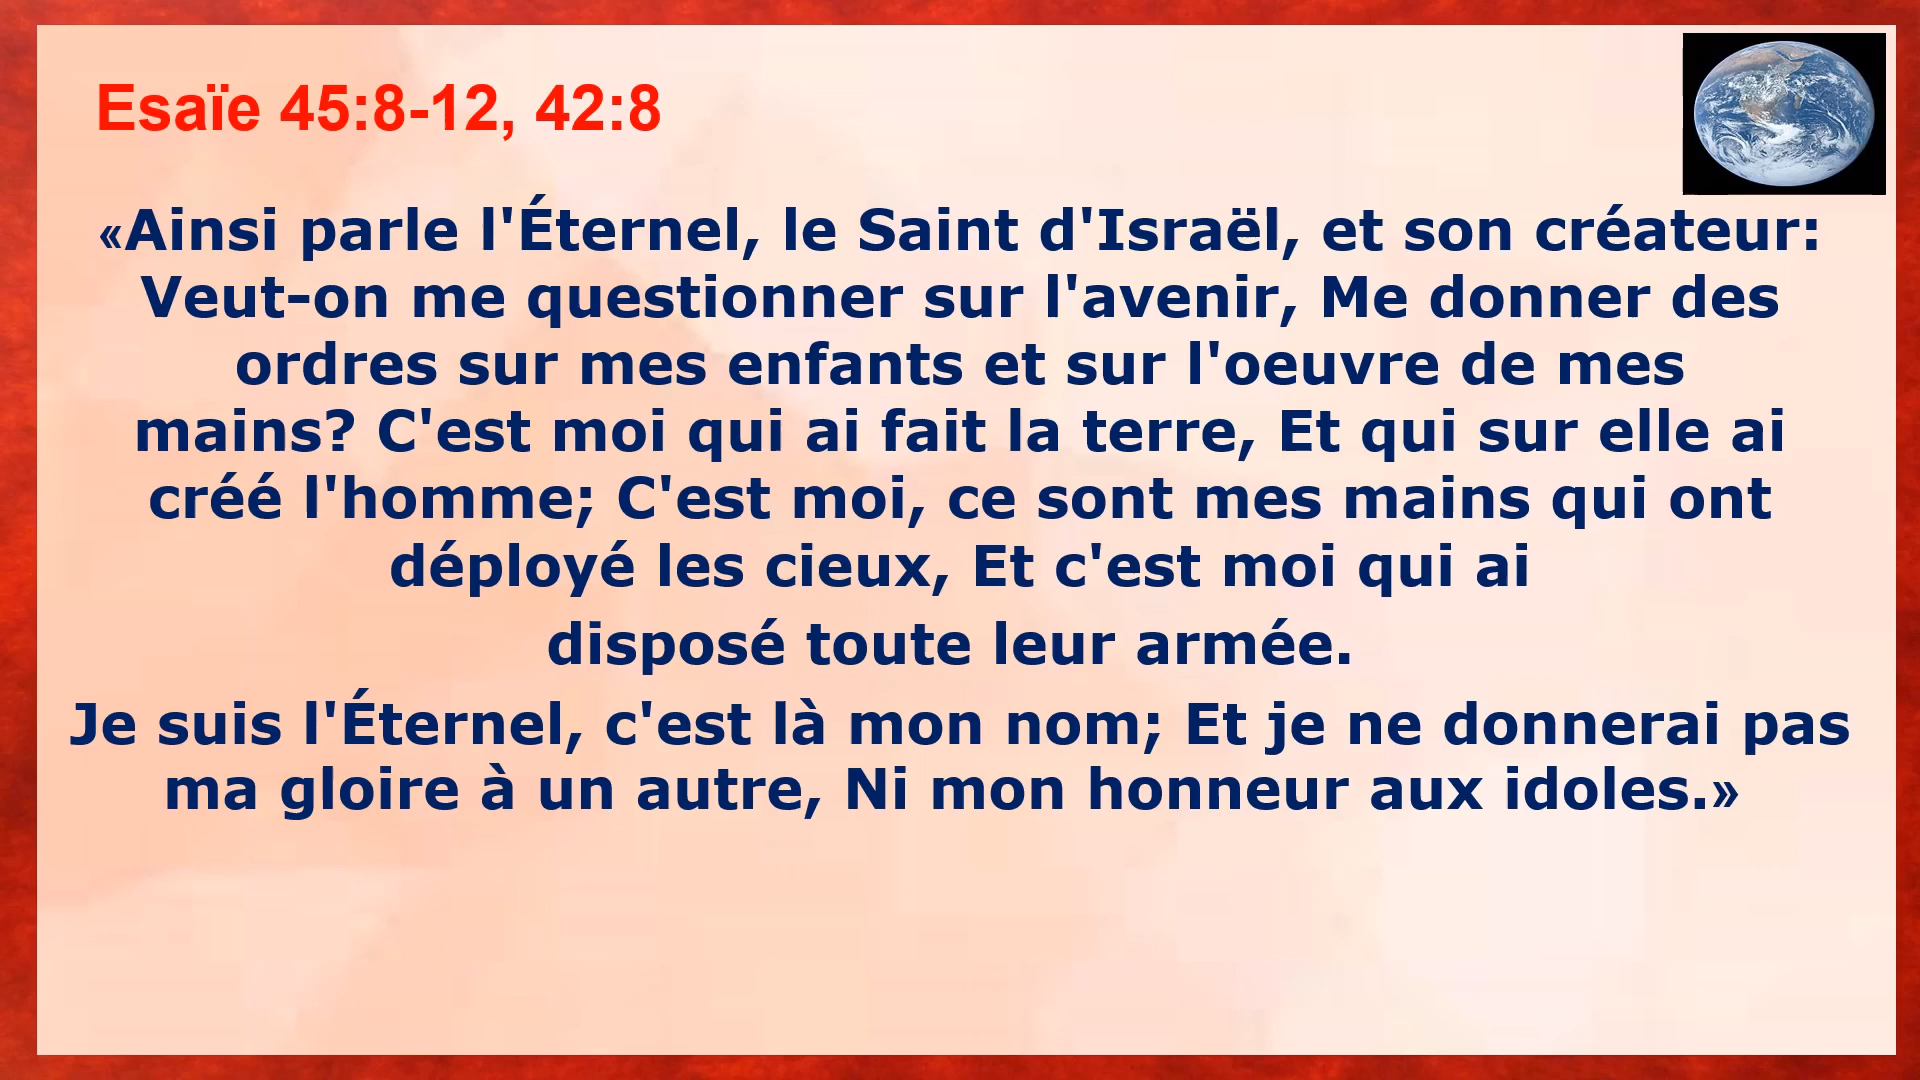 Esaïe 45:8-12, 42:8
«Ainsi parle l'Éternel, le Saint d'Israël, et son créateur:
Veut-on me questionner sur l'avenir, Me donner des
ordres sur mes enfants et sur l'oeuvre de mes
mains? C'est moi qui ai fait la terre, Et qui sur elle ai
créé l'homme; C'est moi, ce sont mes mains qui ont
déployé les cieux, Et c'est moi qui ai
disposé toute leur armée.
Je suis l'Éternel, c'est là mon nom; Et je ne donnerai pas
ma gloire à un autre, Ni mon honneur aux idoles.»